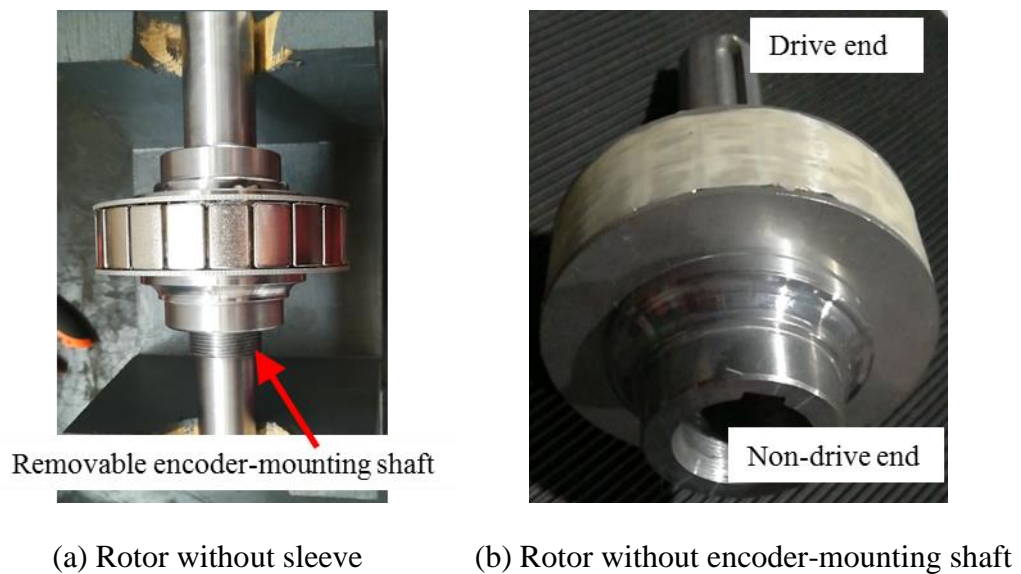 Drive end
Removable encoder-mounting shaft
Non-drive end
(a) Rotor without sleeve
(b) Rotor without encoder-mounting shaft